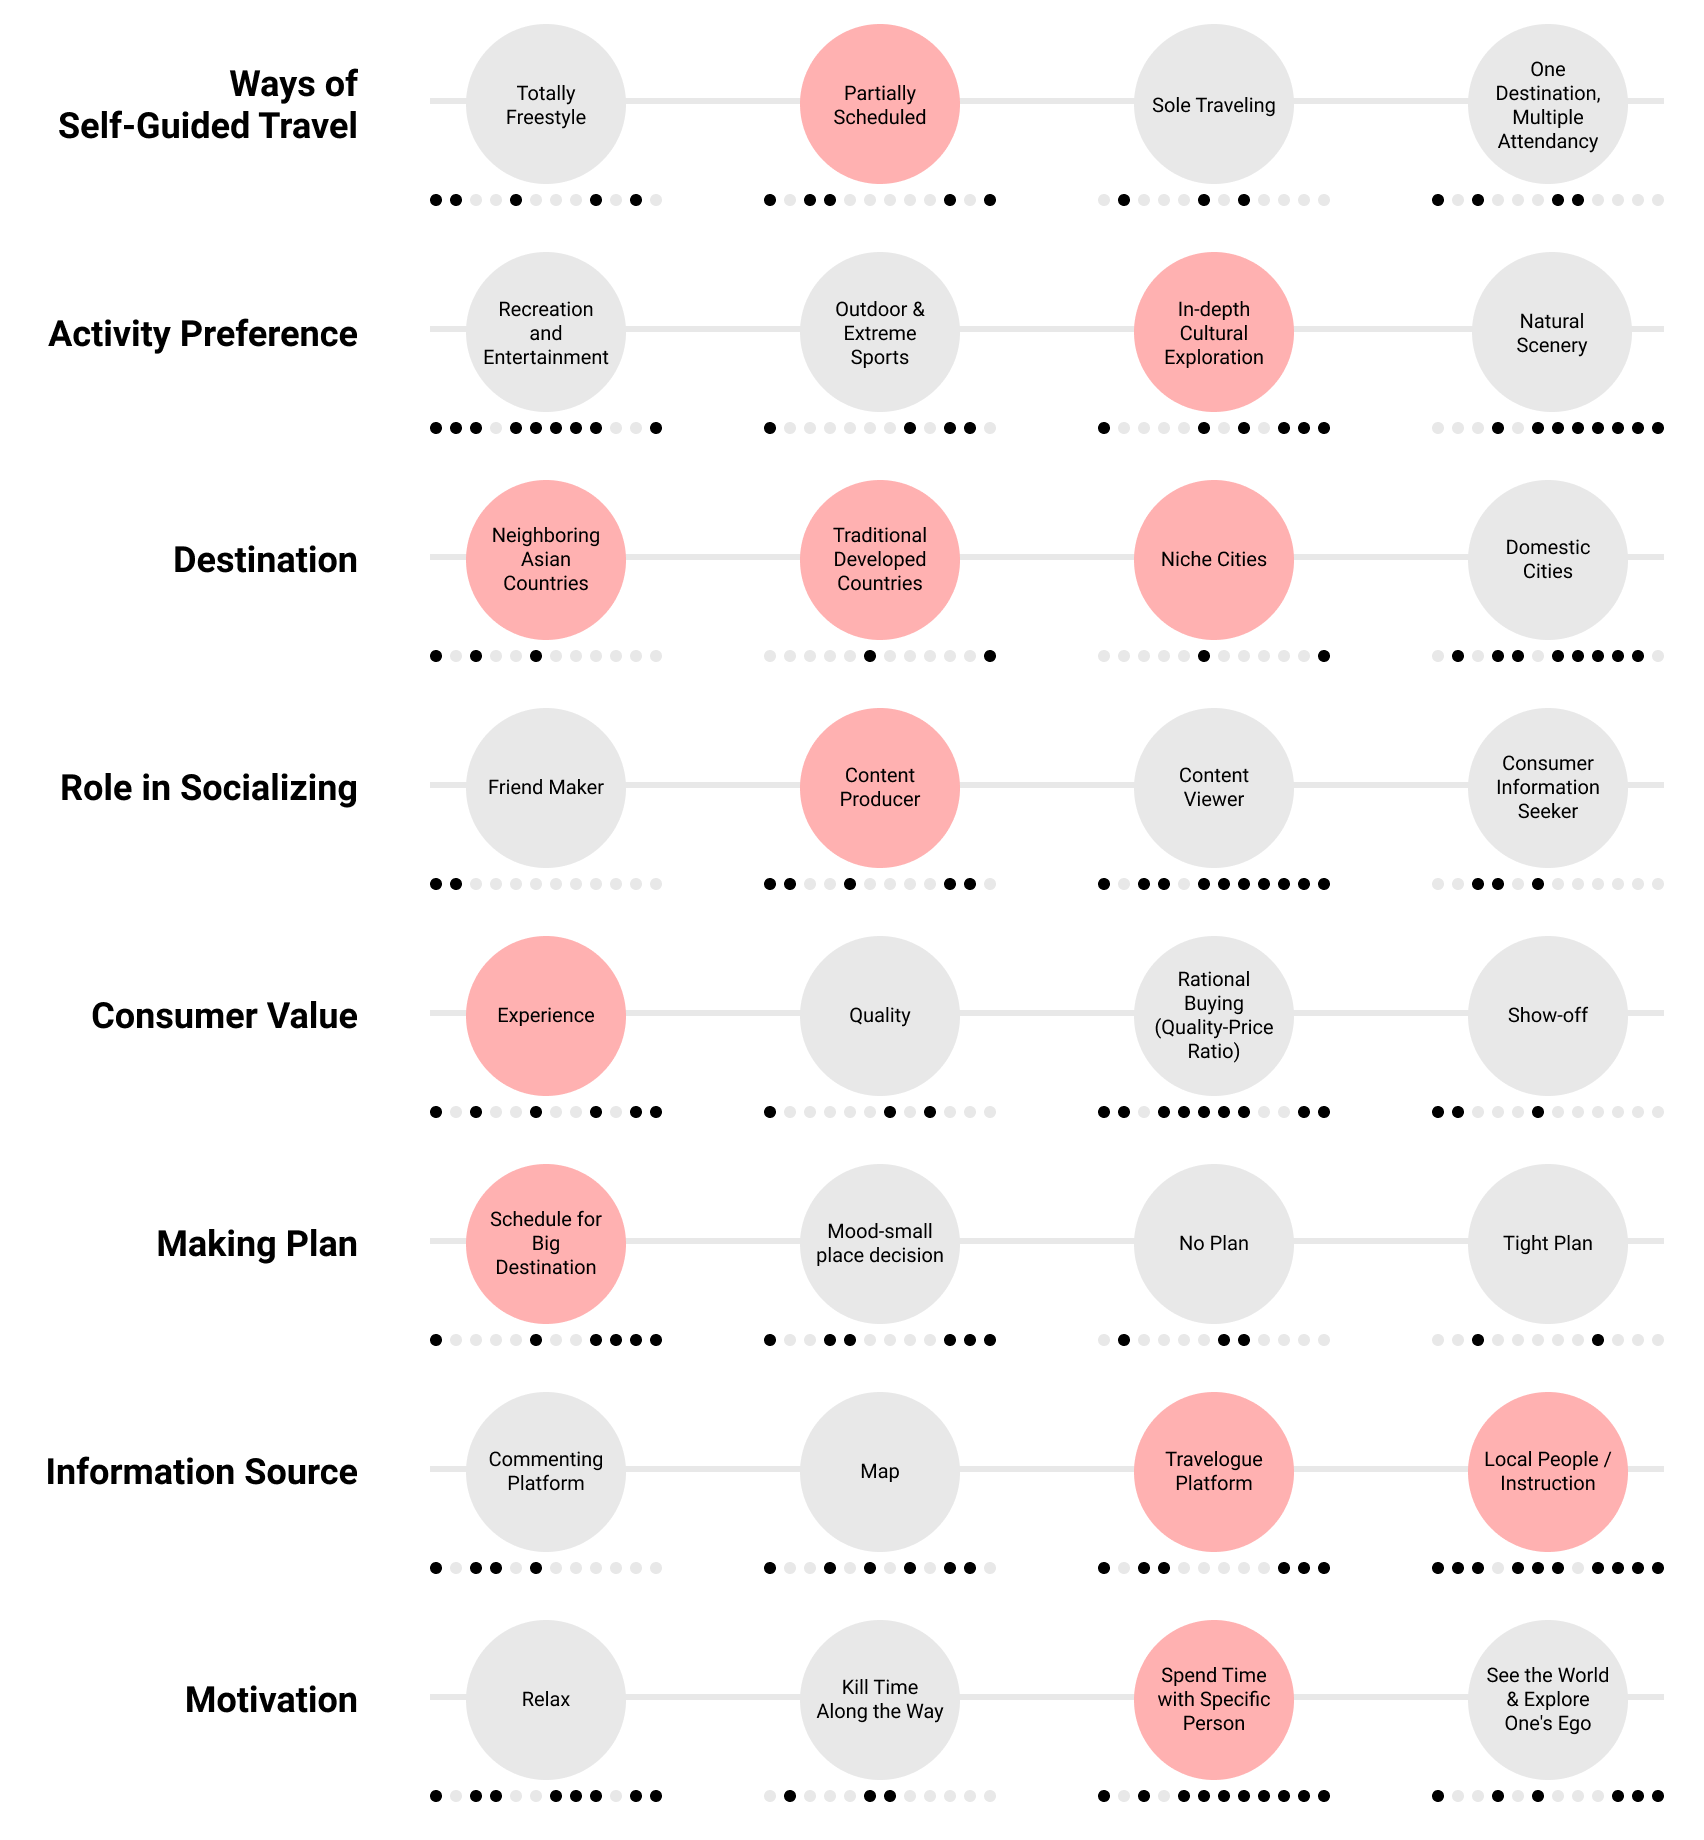 Ways of
Self-Guided Travel
Totally
Freestyle
Partially
Scheduled
Sole Traveling
One
Destination,
Multiple
Attendancy
Activity Preference
Recreation
and
Entertainment
Outdoor &
Extreme
Sports
In-depth
Cultural
Exploration
Natural
Scenery
Destination
Neighboring
Asian
Countries
Traditional
Developed
Countries
Niche Cities
Domestic
Cities
Role in Socializing
Friend Maker
Content
Producer
Content
Viewer
Consumer
Information
Seeker
Consumer Value
Experience
Quality
Rational
Buying
(Quality-Price
Ratio)
Show-off
Making Plan
Schedule for
Big
Destination
Mood-small
place decision
No Plan
Tight Plan
Information Source
Commenting
Platform
Map
Travelogue
Platform
Local People /
Instruction
Motivation
Relax
Kill Time
Along the Way
Spend Time
with Specific
Person
See the World
& Explore
One's Ego